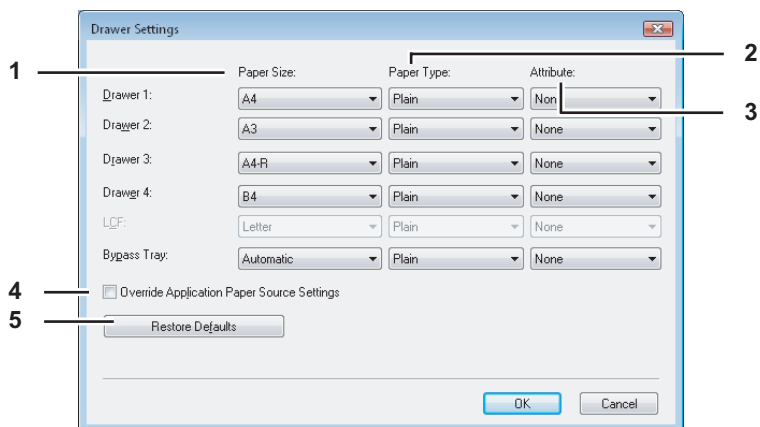 Drawer Settings
1 Paper Size: Paper Type: Attribute: 2
Drawer 1: A4 Plain Non 3
Drawer 2: A3 Plain None
Drawer 3: A4-R Plain None
Drawer 4: B4 Plain None
LCF: Letter Plain None
Bypass Tray: Automatic Plain None
4 Override Application Paper Source Settings
5 Restore Defaults
OK Cancel